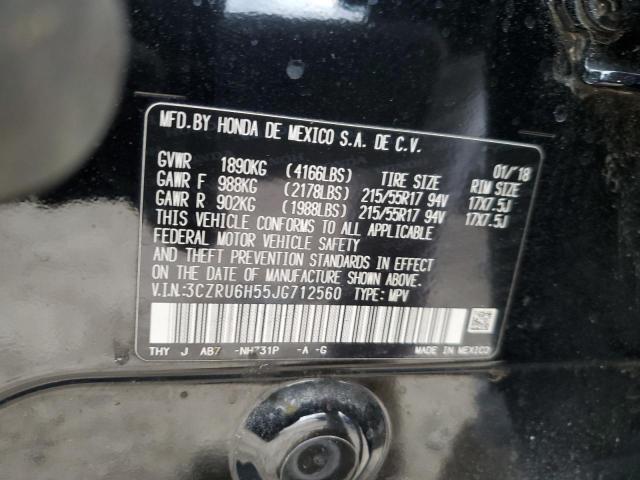 MFD. BY HONDA DE MEXICO S.A. DE C.V.
01/'18
GVWR 1890KG (4166LBS) TIRE SIZE RIM SIZE
GAWR F 988KG (2178LBS) 215/55R17 94V 17X7.5J
GAWR R 902KG (1988LBS) 215/55R17 94V 17X7.5J
THIS VEHICLE CONFORMS TO ALL APPLICABLE
FEDERAL MOTOR VEHICLE SAFETY
STANDARDS IN EFFECT ON THE
DATE OF MANUFACTURE SHOWN ABOVE.
V.I.N.:3CZRU6H55JG712560 TYPE: MPV
THY J AB7 -NH731P -A -G MADE IN MEXICO